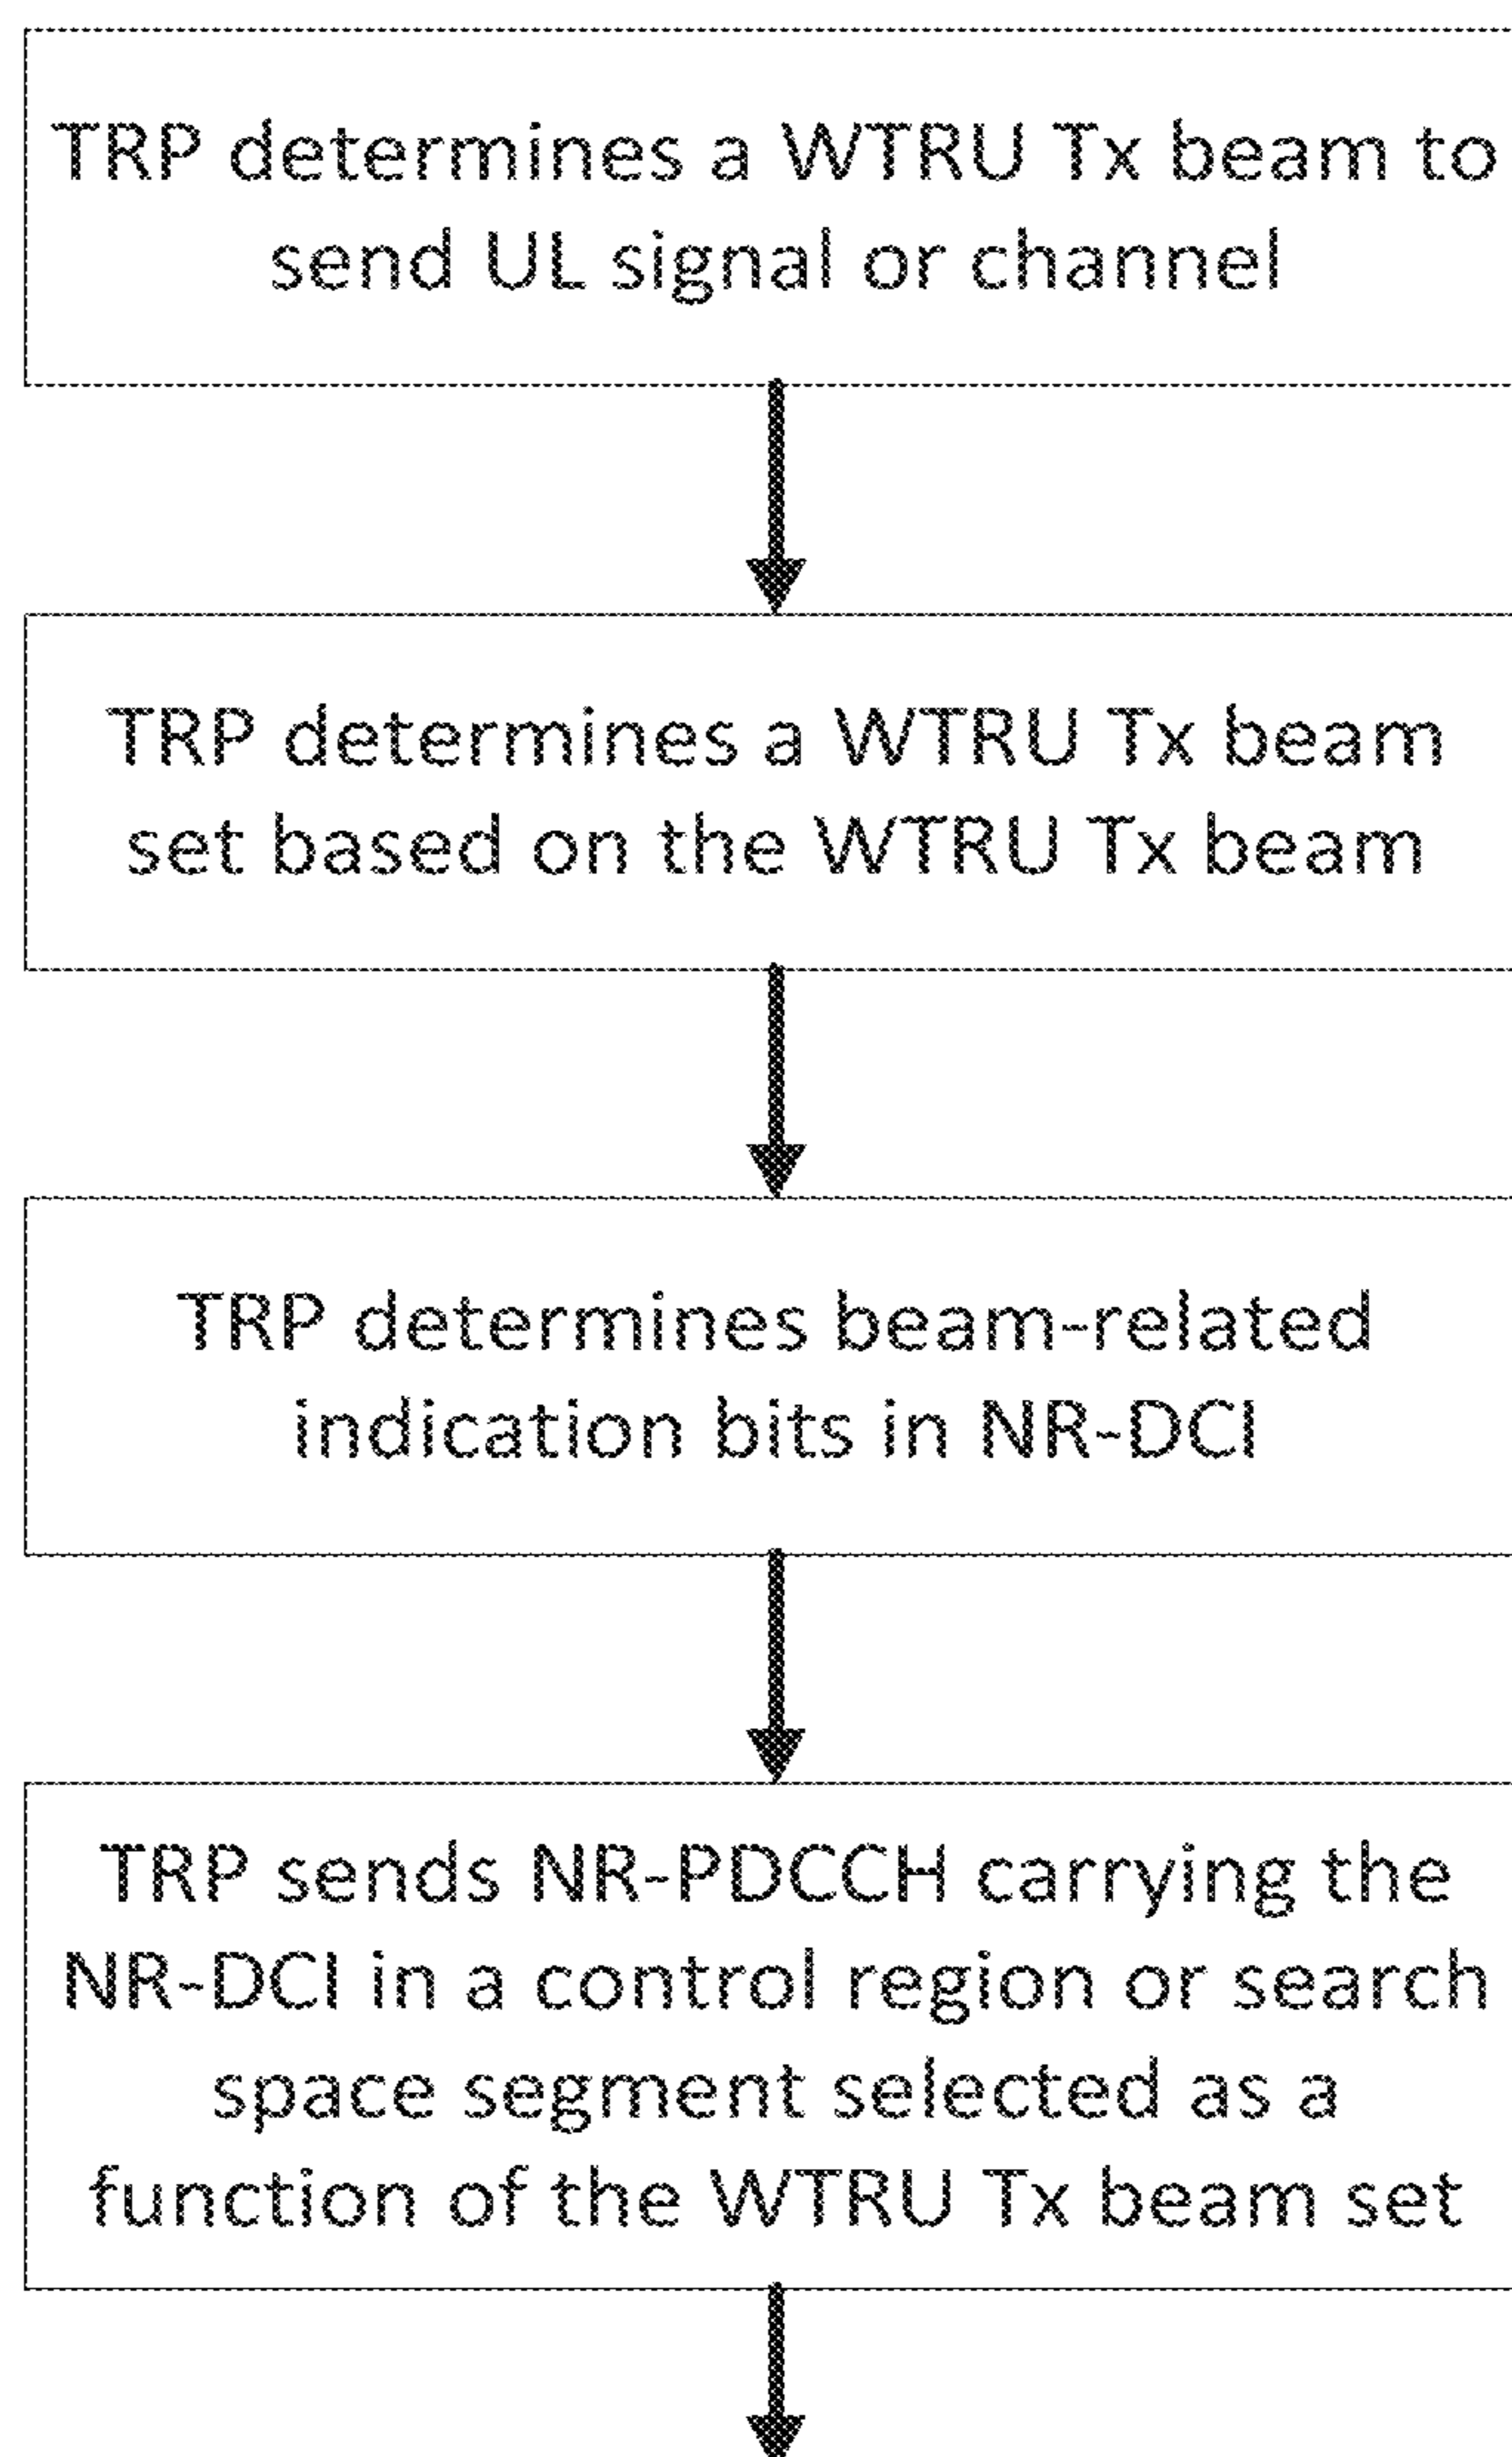 TRP determines a WTRU Tx beam to
send UL signal or channel
TRP determines a WTRU Tx beam
set based on the WTRU Tx beam
TRP determines beam-related
indication bits in NR-DCI
TRP sends NR-PDCCH carrying the
NR-DCI in a control region or search
space segment selected as a
function of the WTRU Tx beam set